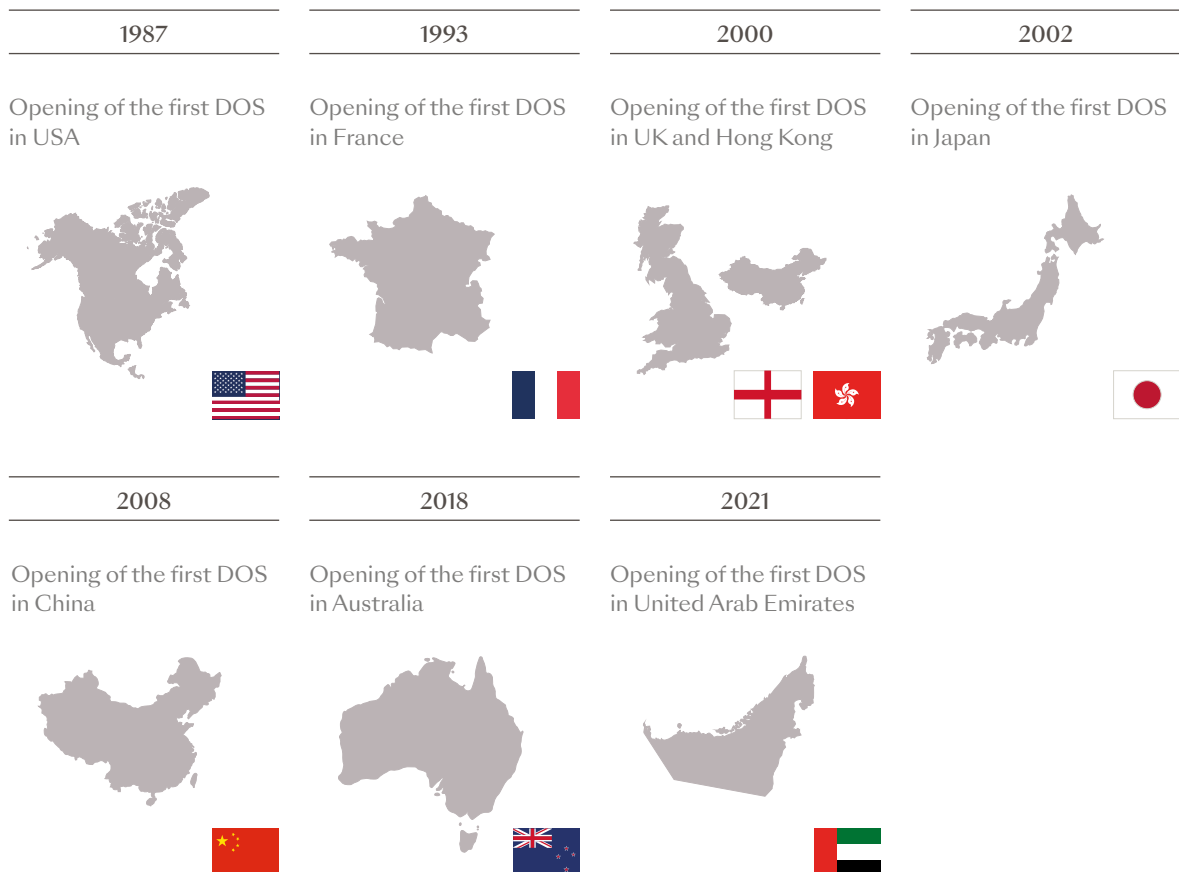 1987
Opening of the first DOS
in USA
1993
Opening of the first DOS
in France
2000
Opening of the first DOS
in UK and Hong Kong
2002
Opening of the first DOS
in Japan
2008
Opening of the first DOS
in China
2018
Opening of the first DOS
in Australia
2021
Opening of the first DOS
in United Arab Emirates